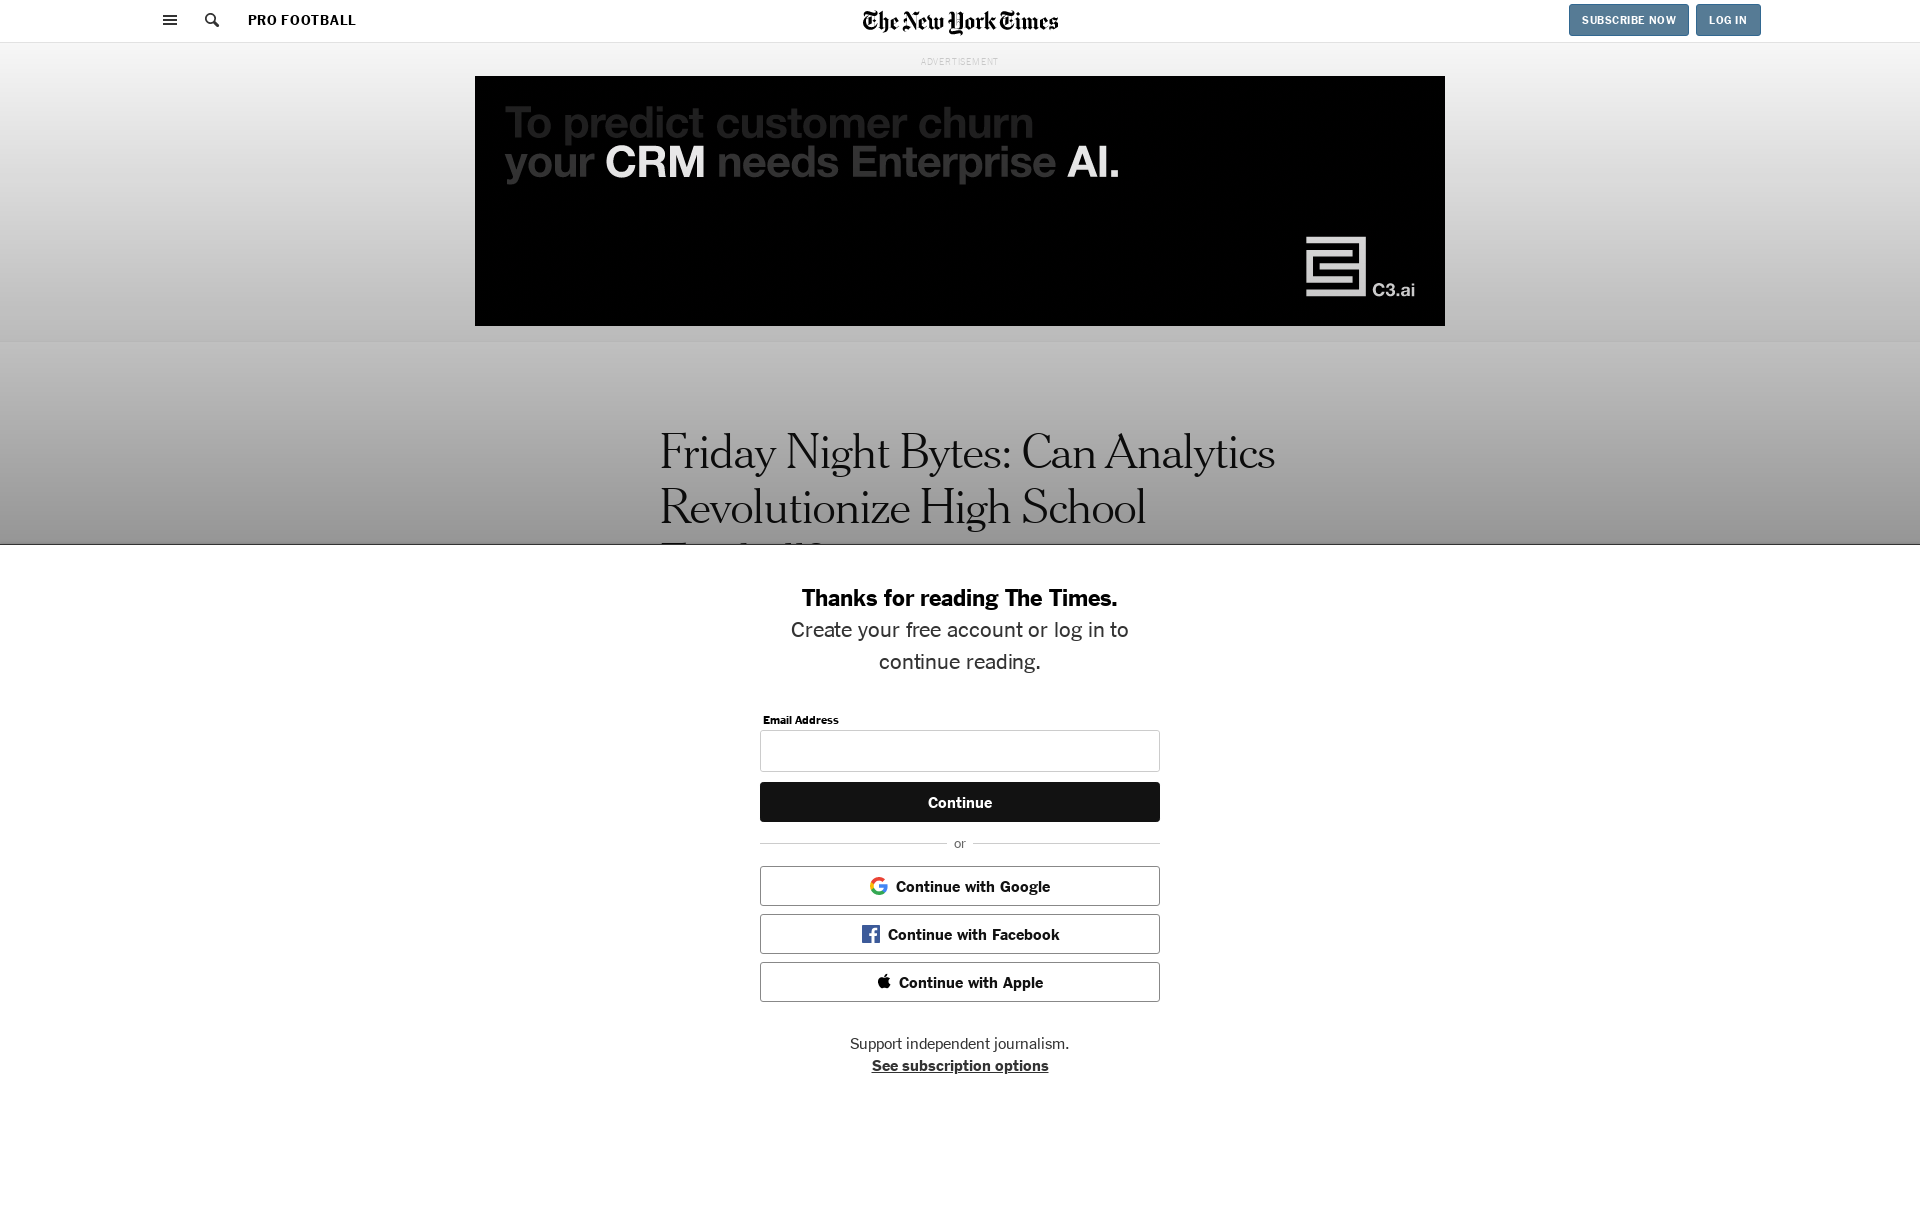 PRO FOOTBALL
The New York Times
SUBSCRIBE NOW
LOG IN
ADVERTISEMENT
To predict customer churn
your CRM needs Enterprise AI.
C3.ai
Friday Night Bytes: Can Analytics
Revolutionize High School
Thanks for reading The Times.
Create your free account or log in to
continue reading.
Email Address
Continue
or
Continue with Google
Continue with Facebook
Continue with Apple
Support independent journalism.
See subscription options